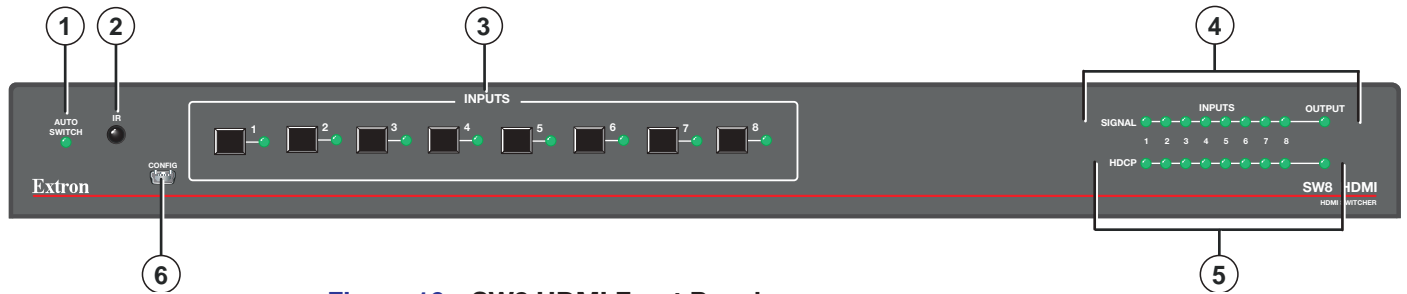 1 2 3 4
INPUTS
AUTO
SWITCH
IR
1 2 3 4 5 6 7 8
CONFIG
INPUTS OUTPUT
SIGNAL
1 2 3 4 5 6 7 8
HDCP
Extron
SW8 HDMI
HDMI SWITCHER
6 5